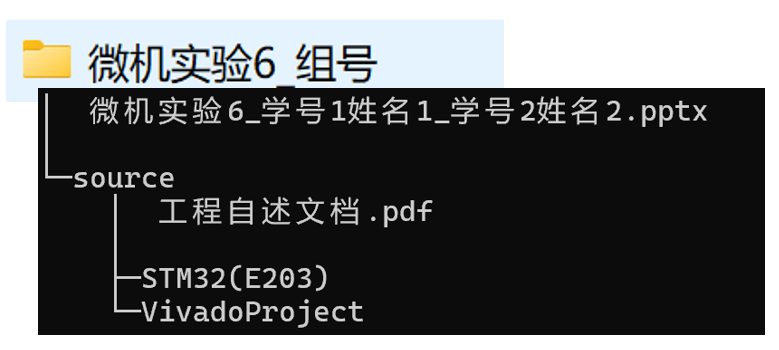 微机实验6_组号
微机实验6_学号1姓名1_学号2姓名2.pptx
source
工程自述文档.pdf
STM32(E203)
VivadoProject